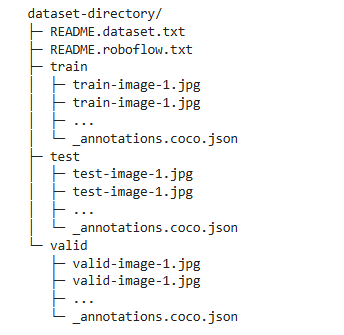 dataset-directory/
├─ README.dataset.txt
├─ README.roboflow.txt
├─ train
│  ├─ train-image-1.jpg
│  ├─ train-image-1.jpg
│  ├─ ...
│  └─ _annotations.coco.json
├─ test
│  ├─ test-image-1.jpg
│  ├─ test-image-1.jpg
│  ├─ ...
│  └─ _annotations.coco.json
└─ valid
   ├─ valid-image-1.jpg
   ├─ valid-image-1.jpg
   ├─ ...
   └─ _annotations.coco.json